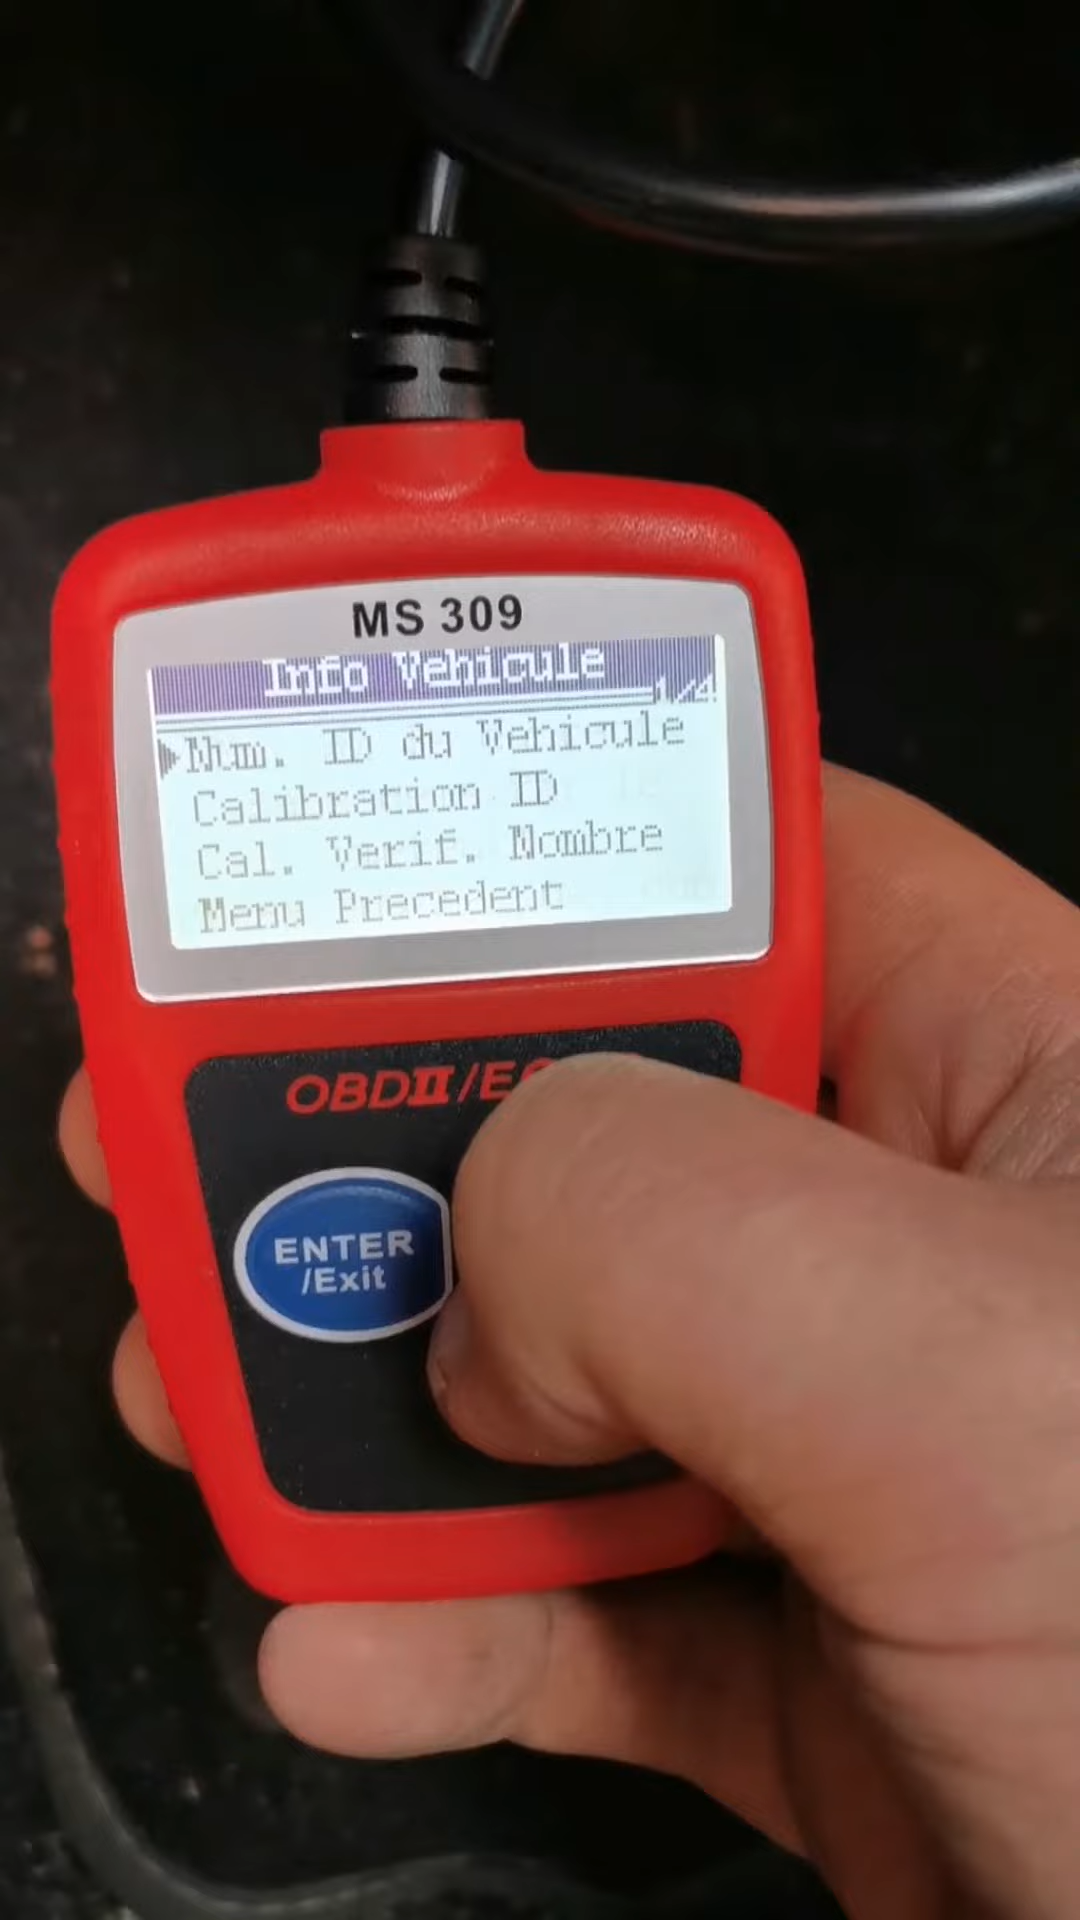 MS 309
Info Vehicule
1/4
Num. ID du Vehicule
Calibration ID
Cal. Verif. Nombre
Menu Precedent
OBDII/E
ENTER
/Exit